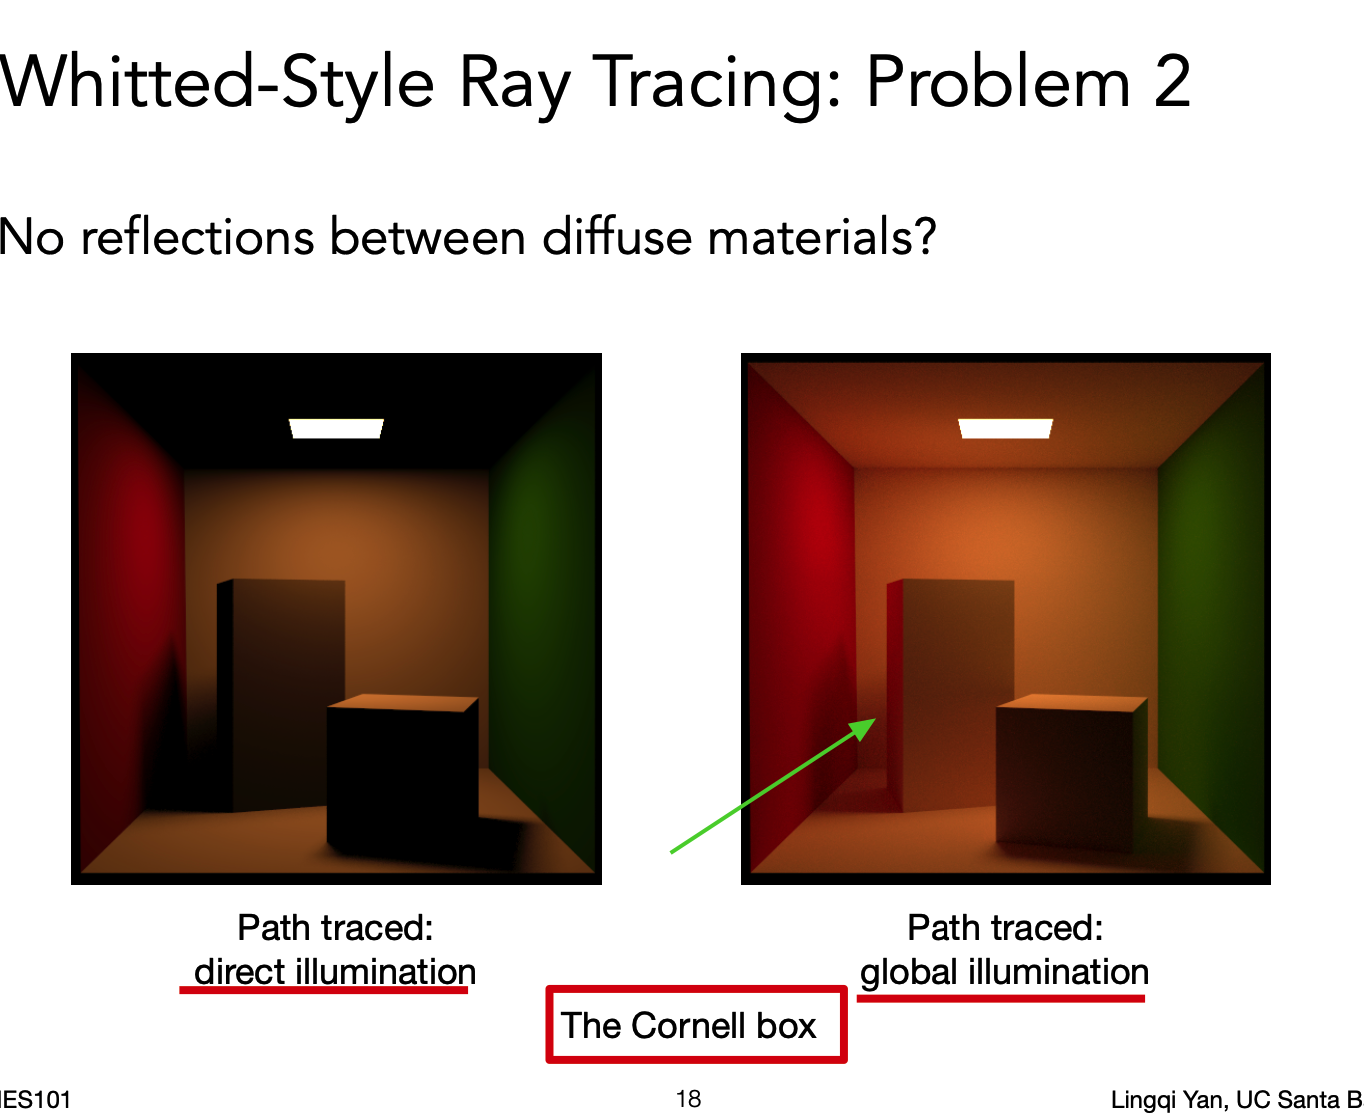 Whitted-Style Ray Tracing: Problem 2
No reflections between diffuse materials?
Path traced:
direct illumination
Path traced:
global illumination
The Cornell box
18
Lingqi Yan, UC Santa B